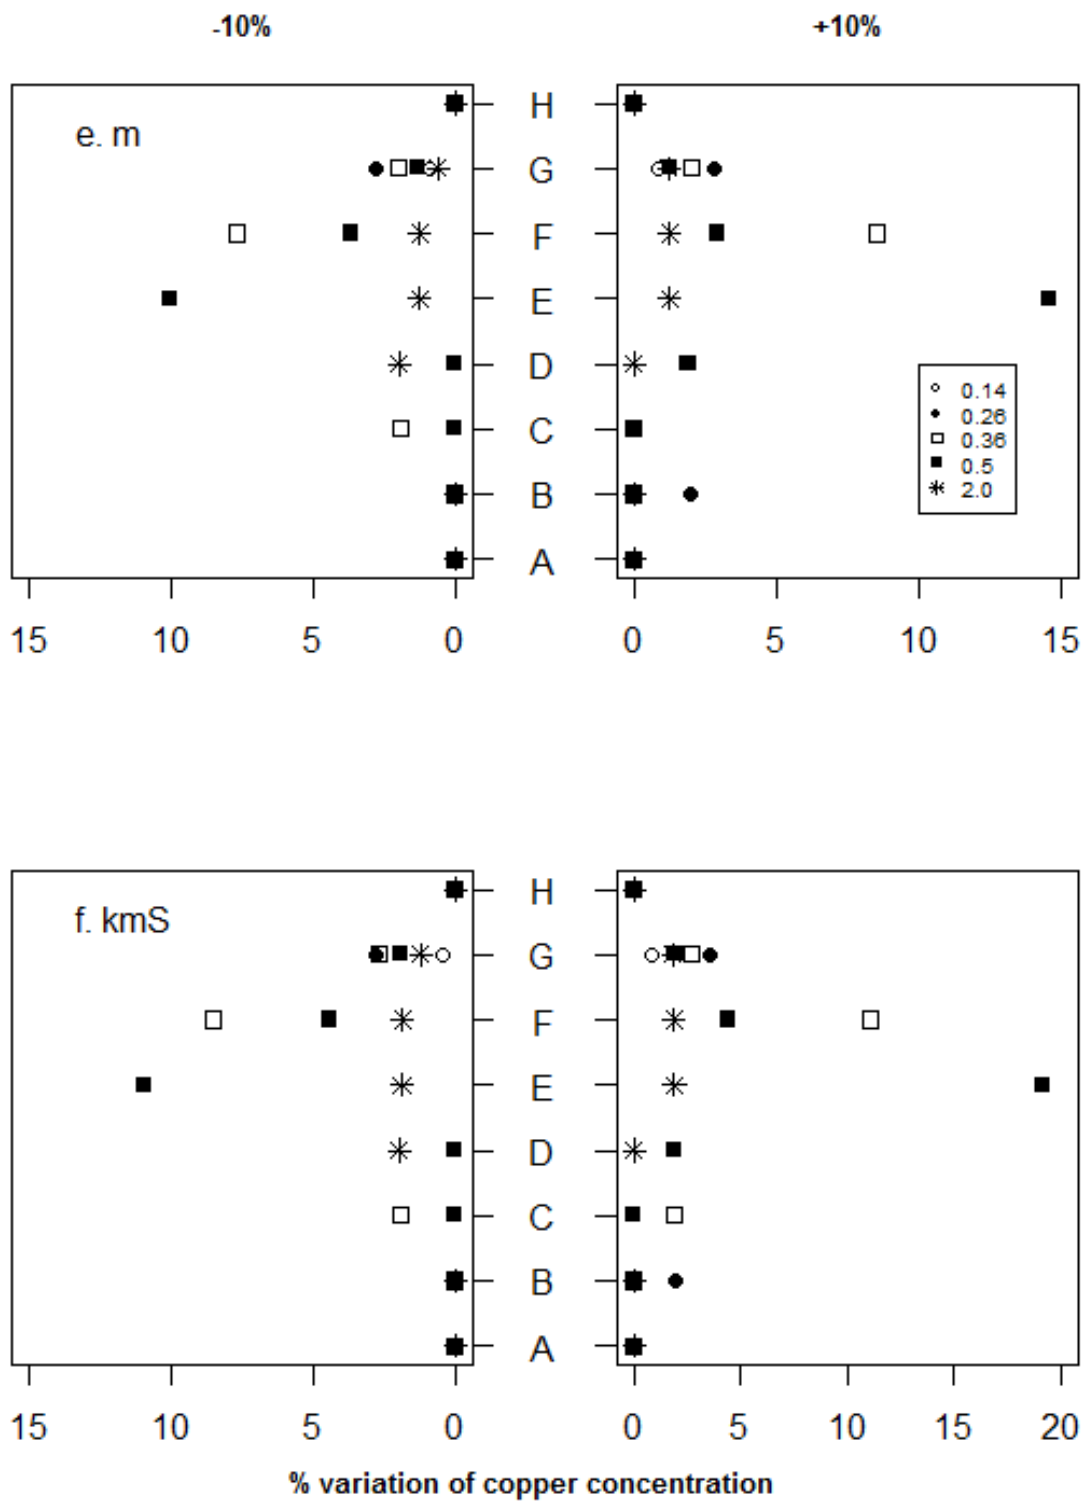 -10% +10%
e. m
H
G
F
E
D
C
B
A
0.14
0.26
0.36
0.5
2.0
15 10 5 0 0 5 10 15
f. kmS
H
G
F
E
D
C
B
A
15 10 5 0 0 5 10 15 20
% variation of copper concentration